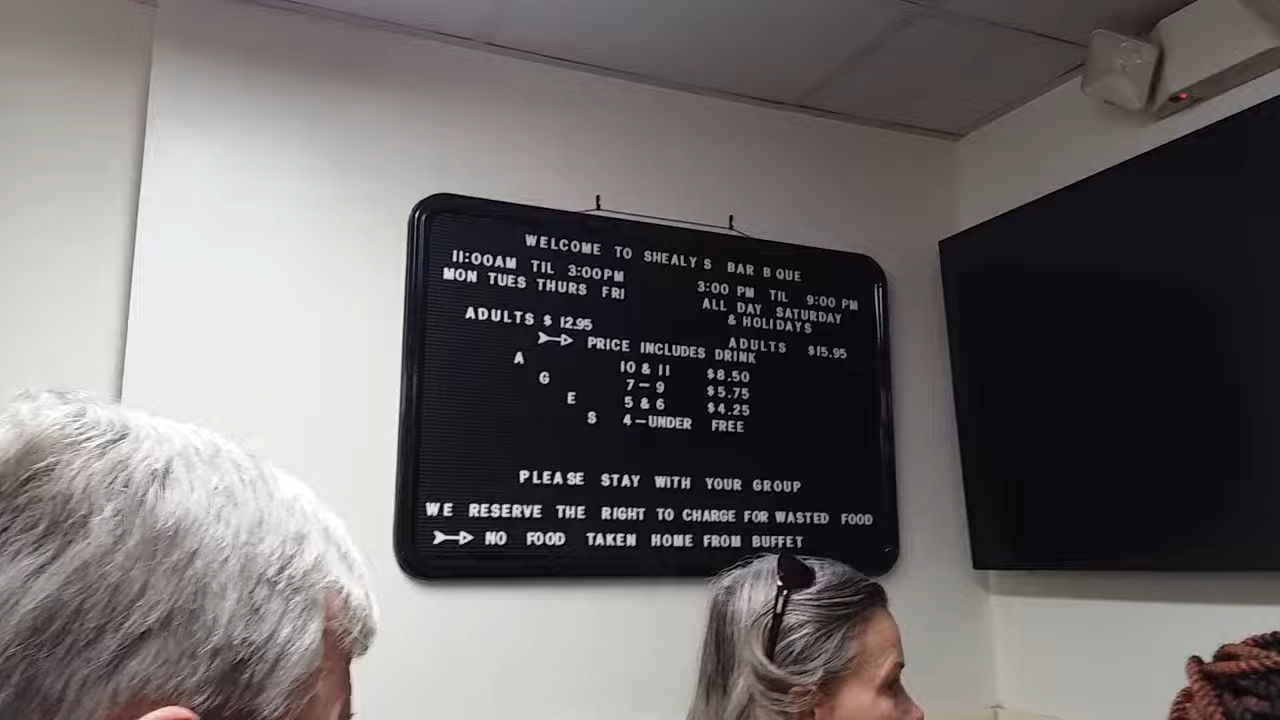 WELCOME TO SHEALY S BAR B QUE
11:00AM TIL 3:00PM
MON TUES THURS FRI
3:00 PM TIL 9:00 PM
ALL DAY SATURDAY
& HOLIDAYS
ADULTS $ 12.95
ADULTS $15.95
PRICE INCLUDES DRINK
AGES
10 & 11 $8.50
7-9 $5.75
5 & 6 $4.25
4-UNDER FREE
PLEASE STAY WITH YOUR GROUP
WE RESERVE THE RIGHT TO CHARGE FOR WASTED FOOD
NO FOOD TAKEN HOME FROM BUFFET